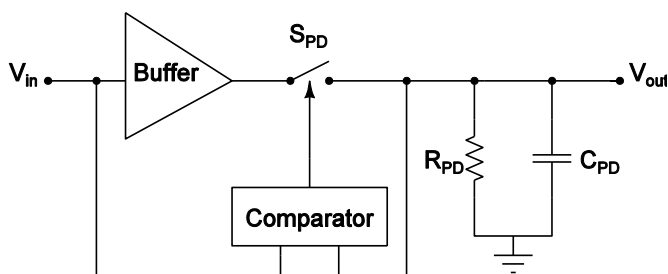 S_PD
V_in
Buffer
V_out
R_PD
C_PD
Comparator